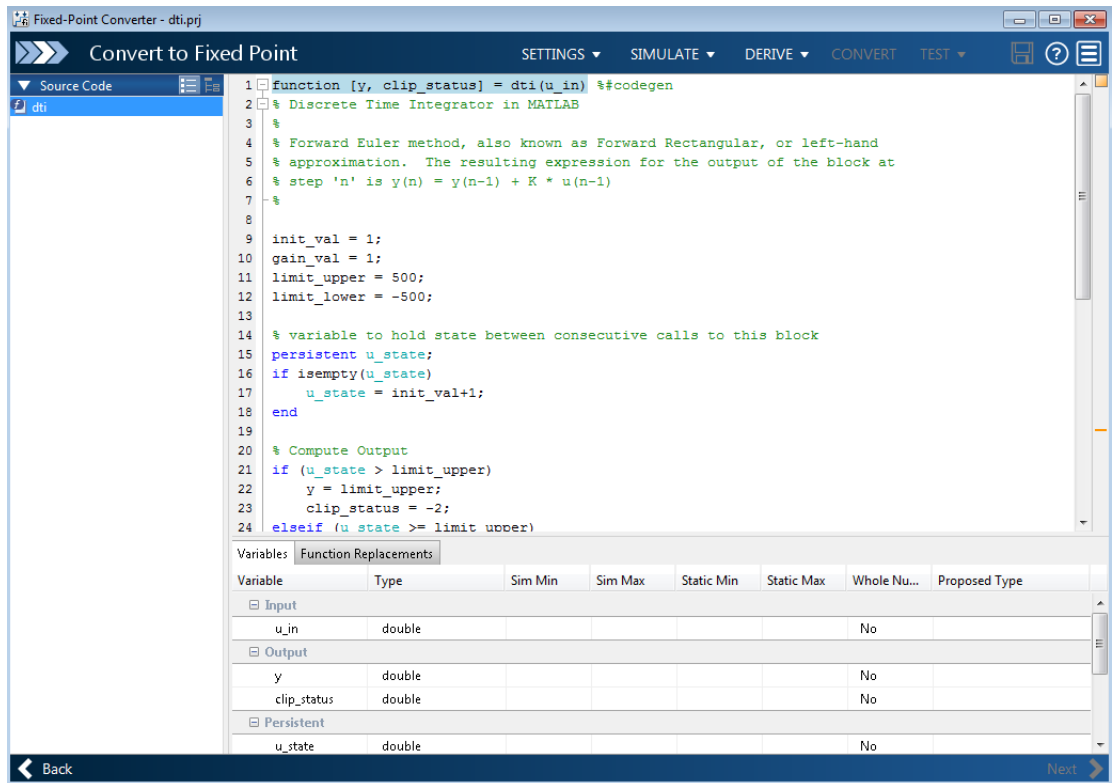 Fixed-Point Converter - dti.prj
Convert to Fixed Point
SETTINGS ▼ SIMULATE ▼ DERIVE ▼ CONVERT TEST ▼
▼ Source Code
dti
1 function [y, clip_status] = dti(u_in) %#codegen
2 % Discrete Time Integrator in MATLAB
3 %
4 % Forward Euler method, also known as Forward Rectangular, or left-hand
5 % approximation.  The resulting expression for the output of the block at
6 % step 'n' is y(n) = y(n-1) + K * u(n-1)
7 %
8
9 init_val = 1;
10 gain_val = 1;
11 limit_upper = 500;
12 limit_lower = -500;
13
14 % variable to hold state between consecutive calls to this block
15 persistent u_state;
16 if isempty(u_state)
17     u_state = init_val+1;
18 end
19
20 % Compute Output
21 if (u_state > limit_upper)
22     y = limit_upper;
23     clip_status = -2;
24 elseif (u_state >= limit_upper)
Variables Function Replacements
Variable Type Sim Min Sim Max Static Min Static Max Whole Nu... Proposed Type
Input
u_in double No
Output
y double No
clip_status double No
Persistent
u_state double No
Back Next